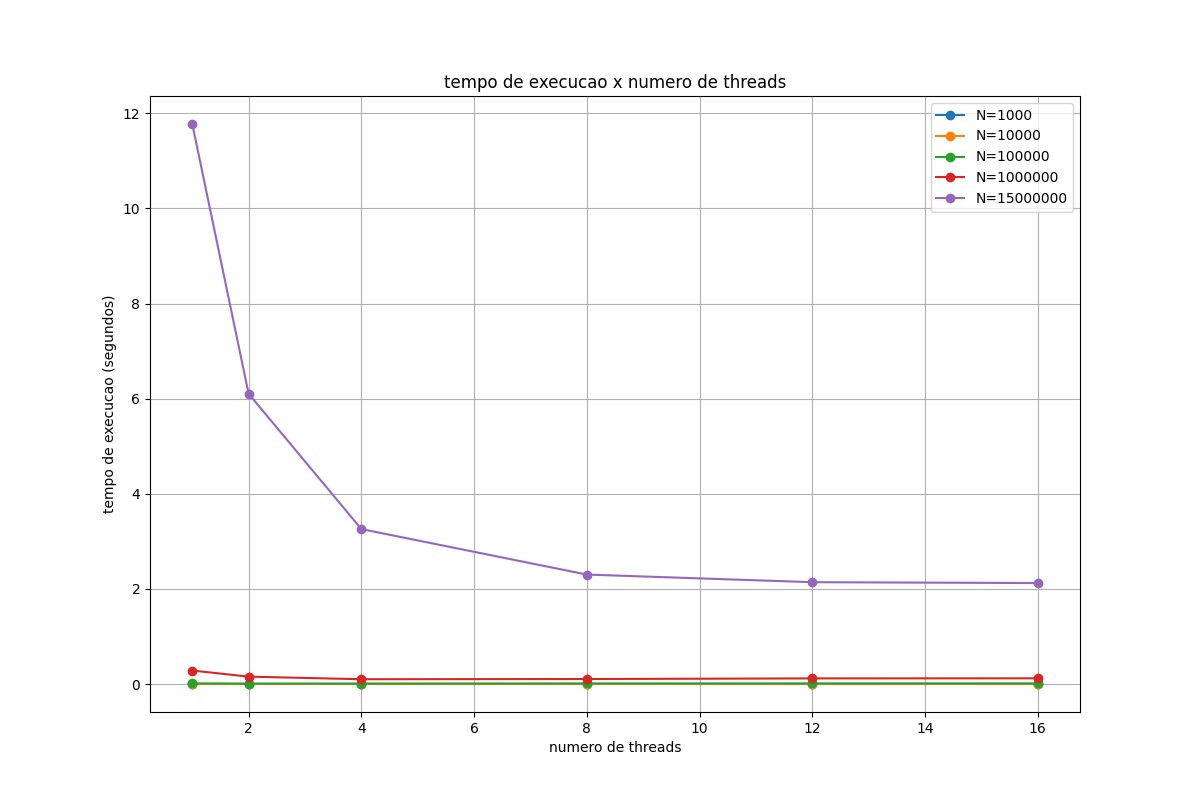 tempo de execucao x numero de threads
12
10
8
6
4
2
0
tempo de execucao (segundos)
N=1000
N=10000
N=100000
N=1000000
N=15000000
2 4 6 8 10 12 14 16
numero de threads